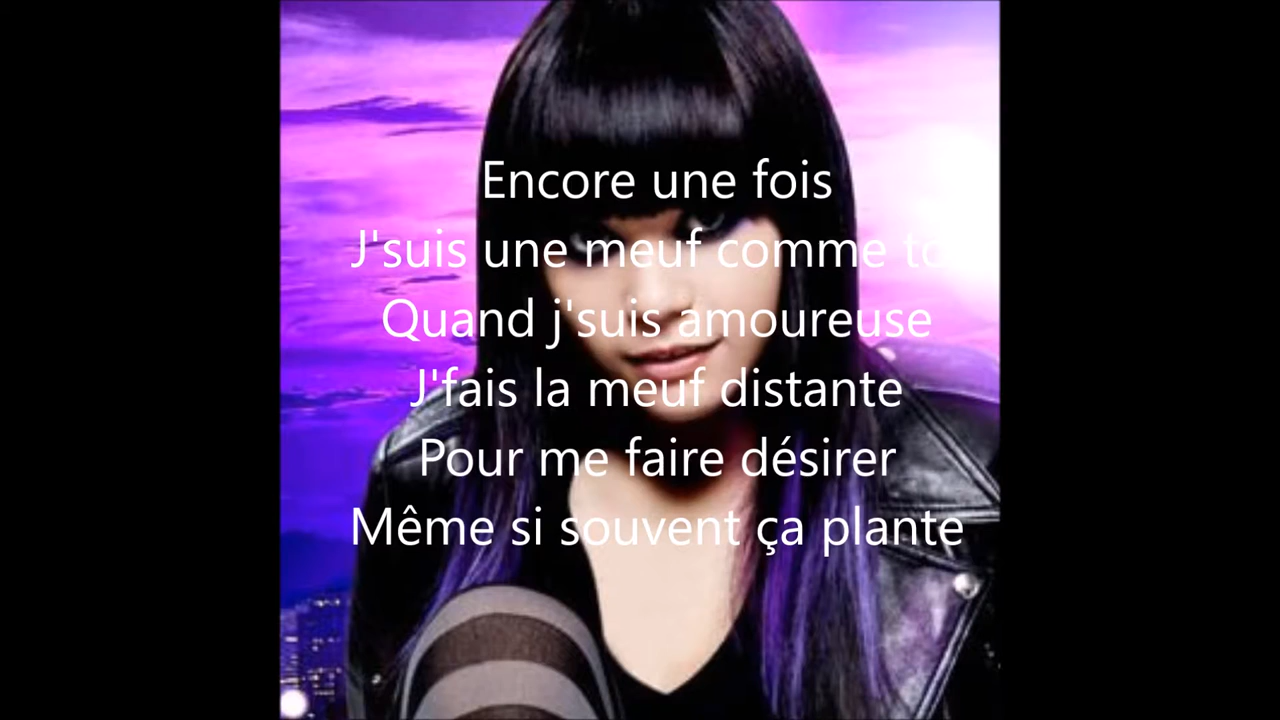 Encore une fois
J'suis une meuf comme
Quand j'suis amoureuse
J'fais la meuf distante
Pour me faire désirer
Même si souvent ça plante